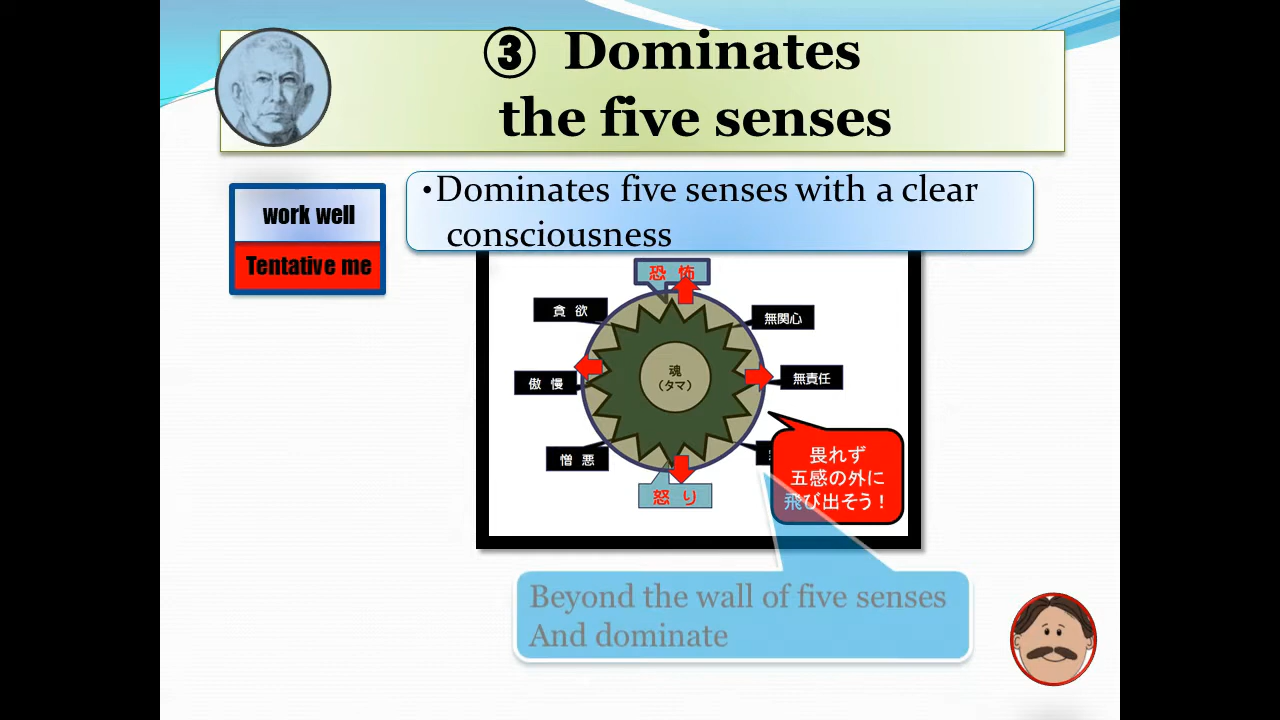 ③ Dominates
the five senses
work well
Tentative me
•Dominates five senses with a clear
consciousness
恐 怖
貪 欲
無関心
魂
(タマ)
傲 慢
無責任
憎 悪
怒 り
畏れず
五感の外に
飛び出そう!
Beyond the wall of five senses
And dominate